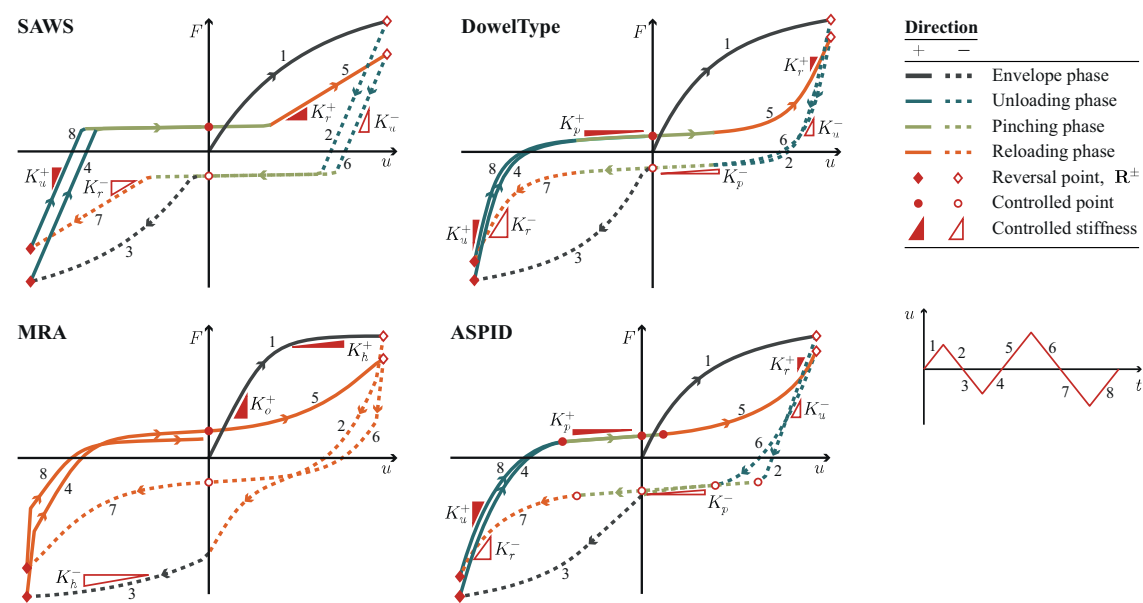 SAWS
F
1
5
$K_r^+$
8
2
$K_u^-$
u
4
6
$K_u^+$
$K_r^-$
7
3
DowelType
F
1
$K_r^+$
$K_p^+$
5
$K_u^-$
u
8
4
2
6
7
$K_p^-$
$K_u^+$
$K_r^-$
3
Direction
+ −
Envelope phase
Unloading phase
Pinching phase
Reloading phase
Reversal point, $\mathbf{R}^{\pm}$
Controlled point
Controlled stiffness
MRA
F
1
$K_h^+$
$K_o^+$
5
2
6
8
4
u
7
$K_h^-$
3
ASPID
F
1
$K_r^+$
$K_p^+$
5
$K_u^-$
6
8
4
2
u
$K_p^-$
$K_u^+$
7
$K_r^-$
3
u
1 2 5 6
3 4 7 8
t